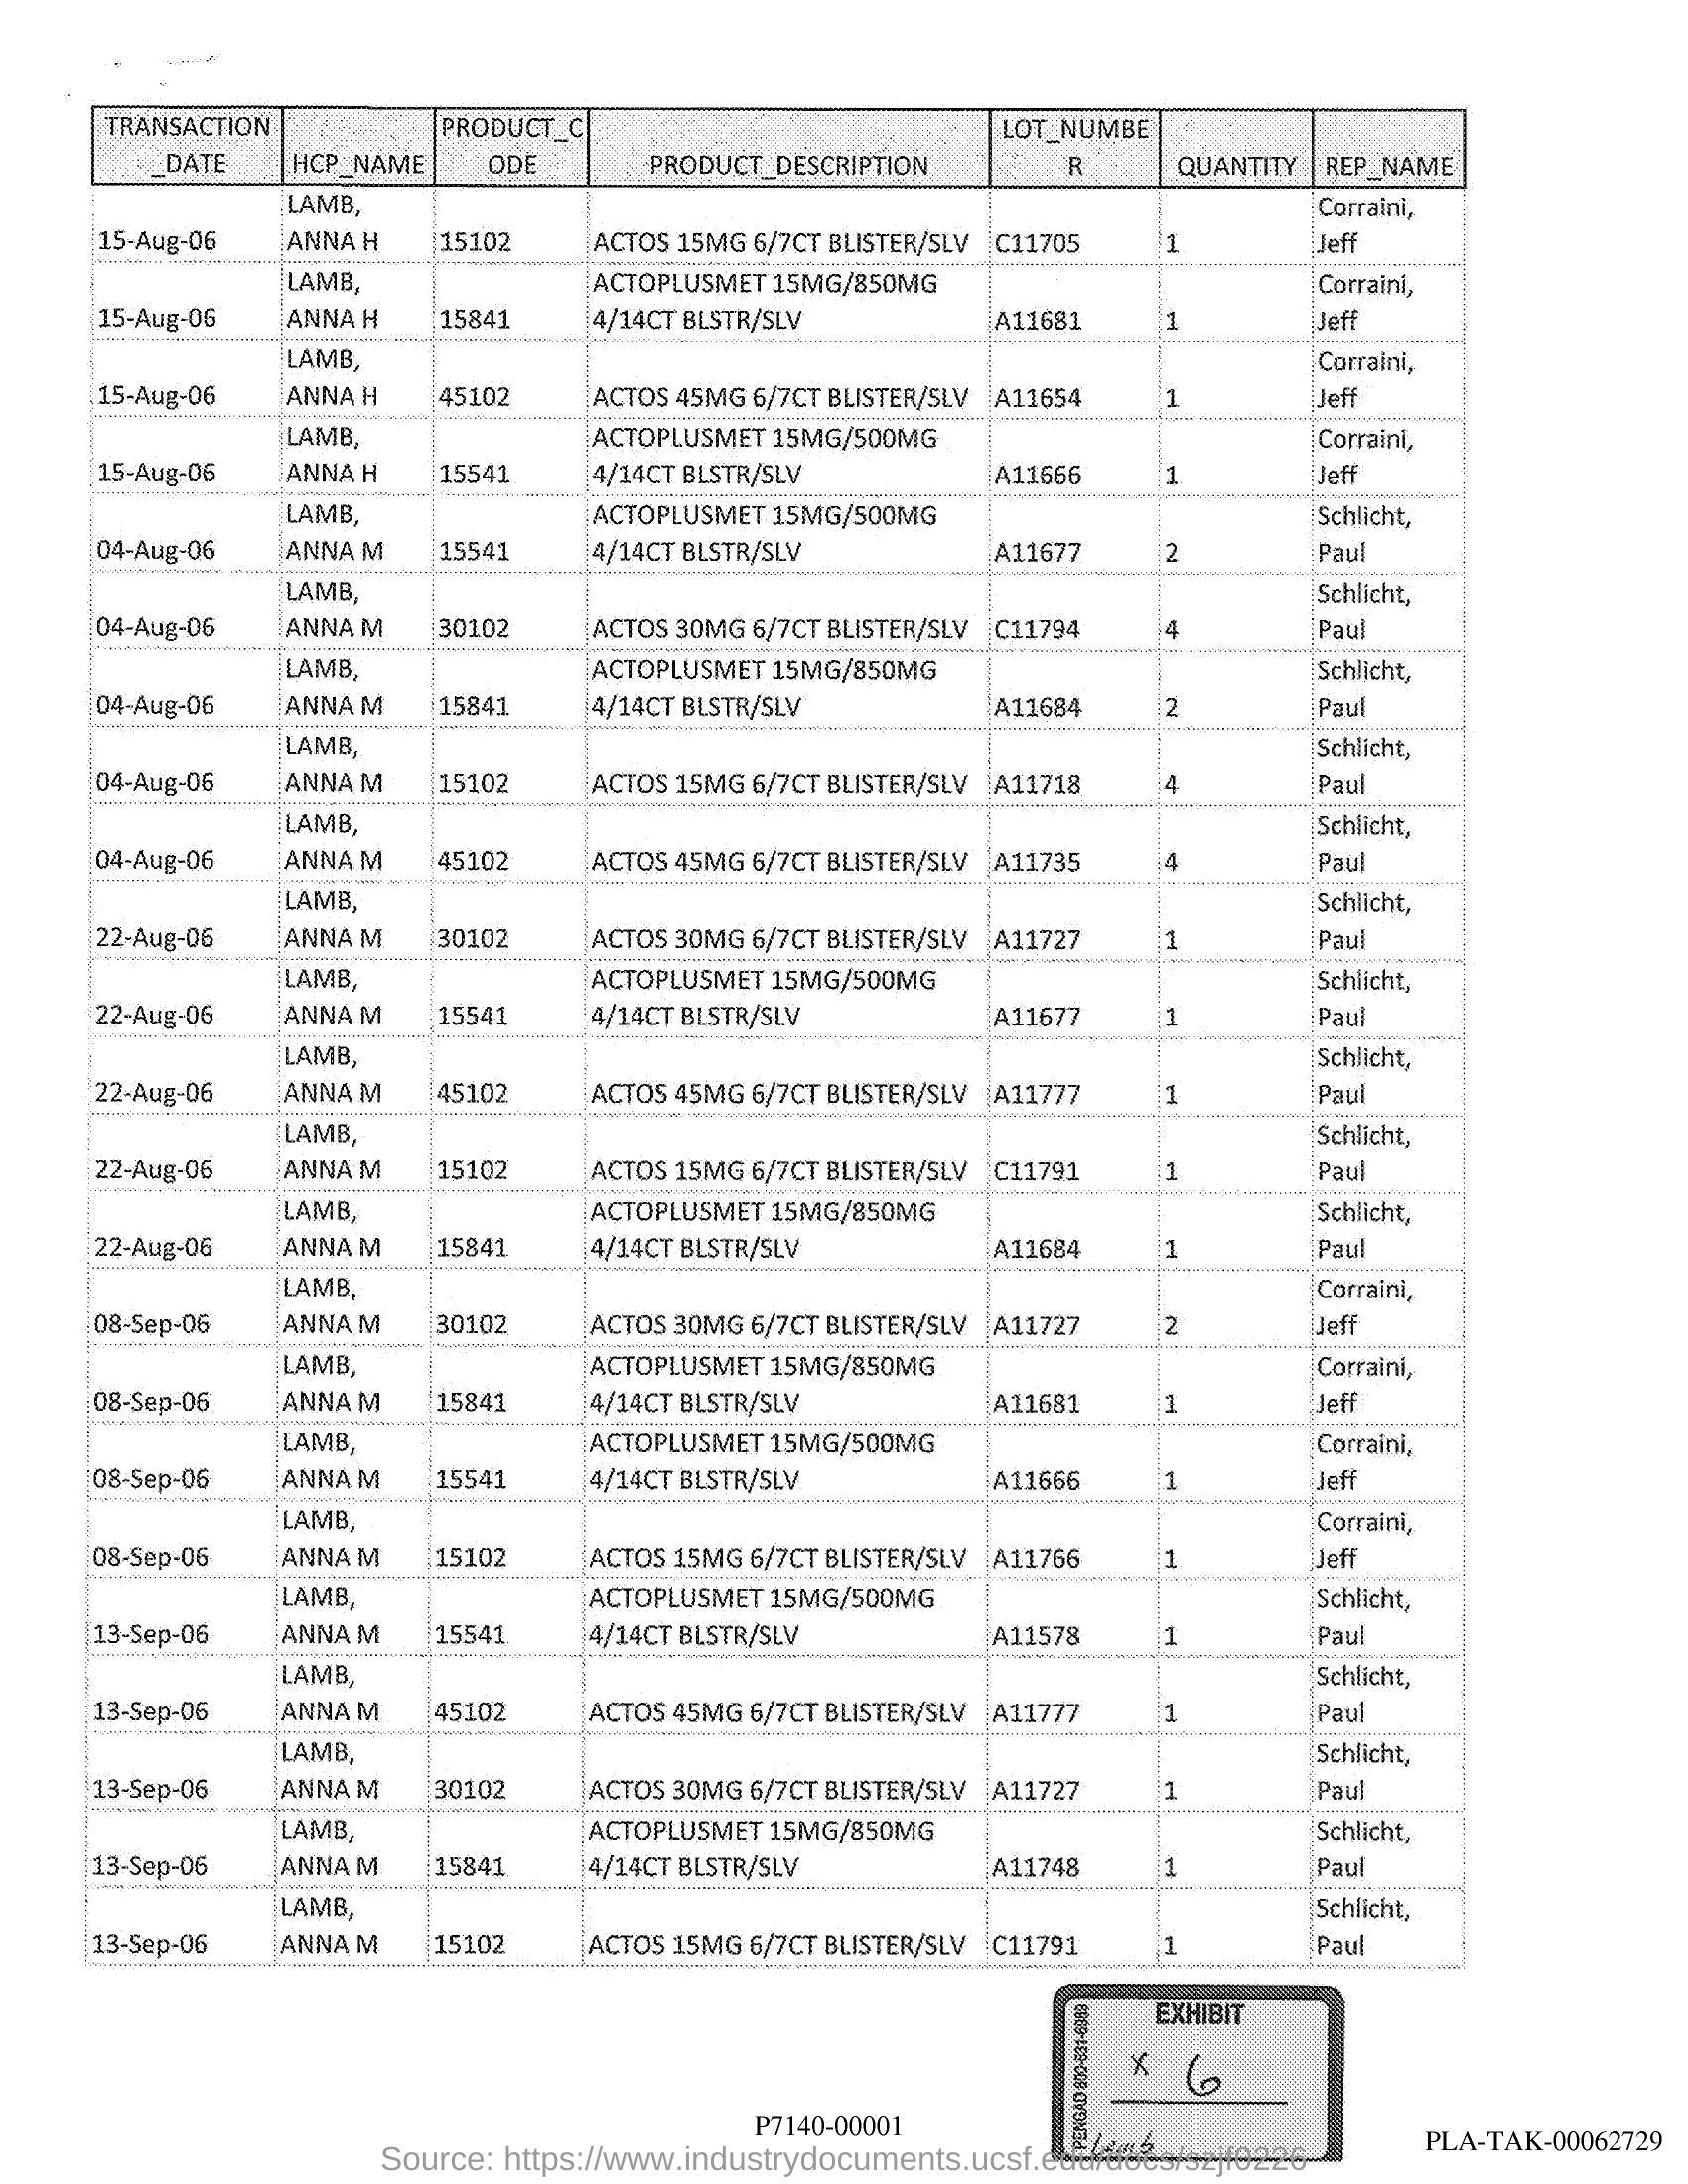 TRANSACTION PRODUCT_C LOT_NUMBE
_DATE HCP_NAME ODE PRODUCT_DESCRIPTION R QUANTITY REP_NAME
LAMB, Corraini,
15-Aug-06 ANNA H 15102 ACTOS 15MG 6/7CT BLISTER/SLV C11705 1 Jeff
LAMB, ACTOPLUSMET 15MG/850MG Corraini,
15-Aug-06 ANNA H 15841 4/14CT BLSTR/SLV A11681 1 Jeff
LAMB, Corraini,
15-Aug-06 ANNA H 45102 ACTOS 45MG 6/7CT BLISTER/SLV A11654 1 Jeff
LAMB, ACTOPLUSMET 15MG/500MG Corraini,
15-Aug-06 ANNA H 15541 4/14CT BLSTR/SLV A11666 1 Jeff
LAMB, ACTOPLUSMET 15MG/500MG Schlicht,
04-Aug-06 ANNA M 15541 4/14CT BLSTR/SLV A11677 2 Paul
LAMB, Schlicht,
04-Aug-06 ANNA M 30102 ACTOS 30MG 6/7CT BLISTER/SLV C11794 4 Paul
LAMB, ACTOPLUSMET 15MG/850MG Schlicht,
04-Aug-06 ANNA M 15841 4/14CT BLSTR/SLV A11684 2 Paul
LAMB, Schlicht,
04-Aug-06 ANNA M 15102 ACTOS 15MG 6/7CT BLISTER/SLV A11718 4 Paul
LAMB, Schlicht,
04-Aug-06 ANNA M 45102 ACTOS 45MG 6/7CT BLISTER/SLV A11735 4 Paul
LAMB, Schlicht,
22-Aug-06 ANNA M 30102 ACTOS 30MG 6/7CT BLISTER/SLV A11727 1 Paul
LAMB, ACTOPLUSMET 15MG/500MG Schlicht,
22-Aug-06 ANNA M 15541 4/14CT BLSTR/SLV A11677 1 Paul
LAMB, Schlicht,
22-Aug-06 ANNA M 45102 ACTOS 45MG 6/7CT BLISTER/SLV A11777 1 Paul
LAMB, Schlicht,
22-Aug-06 ANNA M 15102 ACTOS 15MG 6/7CT BLISTER/SLV C11791 1 Paul
LAMB, ACTOPLUSMET 15MG/850MG Schlicht,
22-Aug-06 ANNA M 15841 4/14CT BLSTR/SLV A11684 1 Paul
LAMB, Corraini,
08-Sep-06 ANNA M 30102 ACTOS 30MG 6/7CT BLISTER/SLV A11727 2 Jeff
LAMB, ACTOPLUSMET 15MG/850MG Corraini,
08-Sep-06 ANNA M 15841 4/14CT BLSTR/SLV A11681 1 Jeff
LAMB, ACTOPLUSMET 15MG/500MG Corraini,
08-Sep-06 ANNA M 15541 4/14CT BLSTR/SLV A11666 1 Jeff
LAMB, Corraini,
08-Sep-06 ANNA M 15102 ACTOS 15MG 6/7CT BLISTER/SLV A11766 1 Jeff
LAMB, ACTOPLUSMET 15MG/500MG Schlicht,
13-Sep-06 ANNA M 15541 4/14CT BLSTR/SLV A11578 1 Paul
LAMB, Schlicht,
13-Sep-06 ANNA M 45102 ACTOS 45MG 6/7CT BLISTER/SLV A11777 1 Paul
LAMB, Schlicht,
13-Sep-06 ANNA M 30102 ACTOS 30MG 6/7CT BLISTER/SLV A11727 1 Paul
LAMB, ACTOPLUSMET 15MG/850MG Schlicht,
13-Sep-06 ANNA M 15841 4/14CT BLSTR/SLV A11748 1 Paul
LAMB, Schlicht,
13-Sep-06 ANNA M 15102 ACTOS 15MG 6/7CT BLISTER/SLV C11791 1 Paul
EXHIBIT
x 6
PENGAD 800-631-6989
Lamb
P7140-00001
PLA-TAK-00062729
Source: https://www.industrydocuments.ucsf.edu/docs/szjf0226